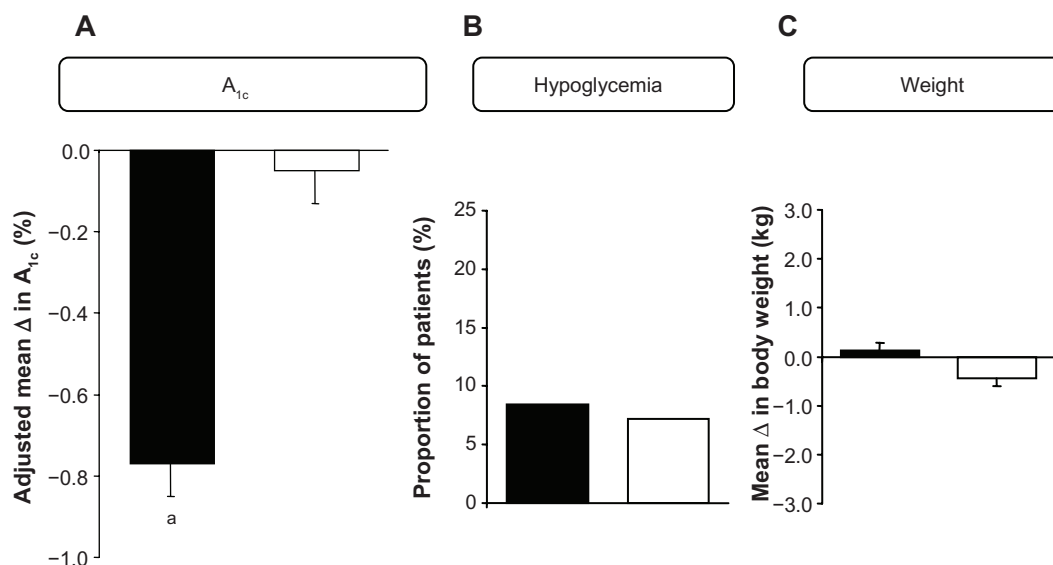 A
A1c
Adjusted mean Δ in A1c (%)
0.0
−0.2
−0.4
−0.6
−0.8
−1.0
a
B
Hypoglycemia
Proportion of patients (%)
25
20
15
10
5
0
C
Weight
Mean Δ in body weight (kg)
3.0
2.0
1.0
0.0
−1.0
−2.0
−3.0